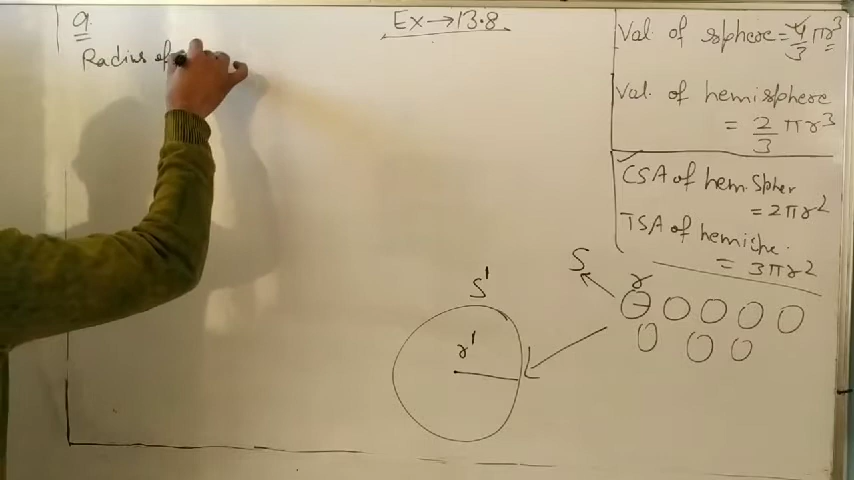 9
Ex→13.8
Radius of
Vol. of sphere = 4/3 πr³
Vol. of hemisphere
= 2/3 πr³
CSA of hem.Spher
= 2πr²
TSA of hemishe.
= 3πr²
S
r
S'
r'